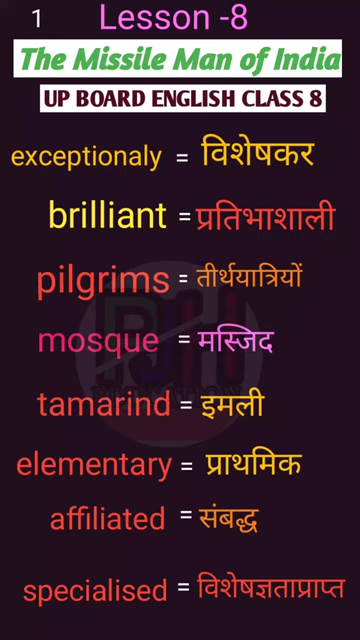 1
Lesson -8
The Missile Man of India
UP BOARD ENGLISH CLASS 8
exceptionaly = विशेषकर
brilliant = प्रतिभाशाली
pilgrims = तीर्थयात्रियों
mosque = मस्जिद
tamarind = इमली
elementary = प्राथमिक
affiliated = संबद्ध
specialised = विशेषज्ञताप्राप्त